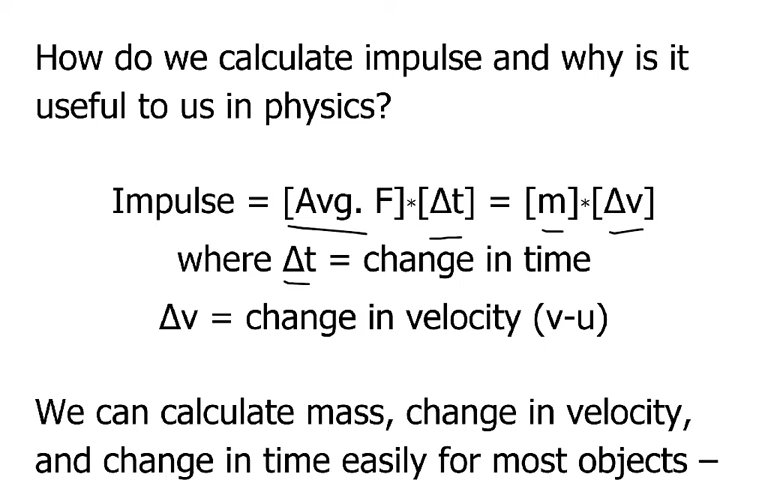 How do we calculate impulse and why is it
useful to us in physics?
Impulse = [Avg. F]*[Δt] = [m]*[Δv]
where Δt = change in time
Δv = change in velocity (v-u)
We can calculate mass, change in velocity,
and change in time easily for most objects –